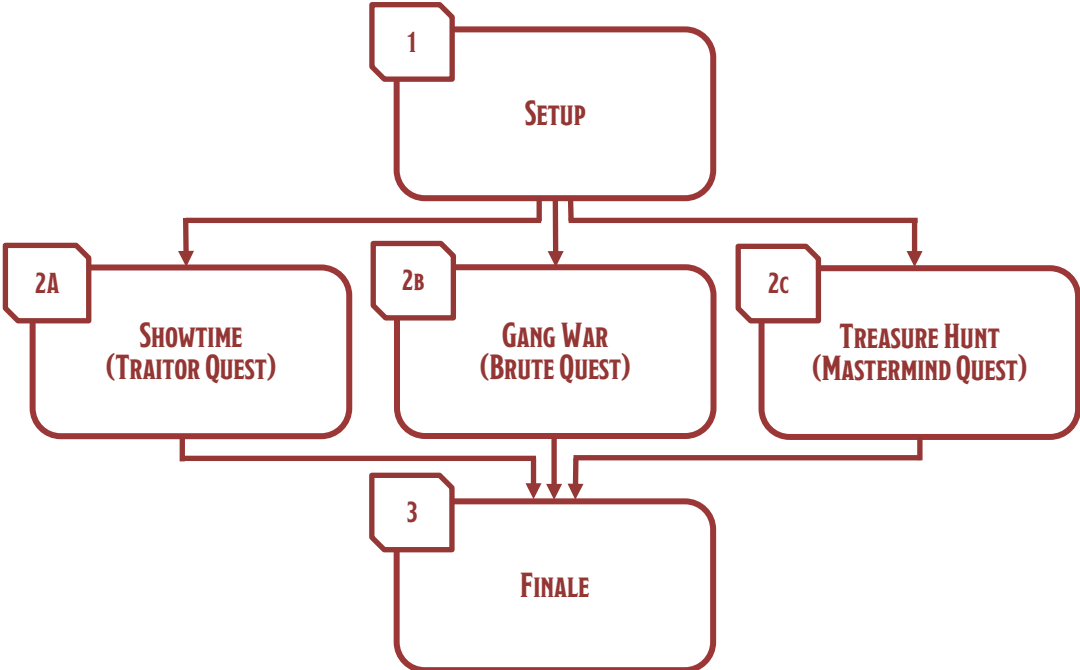 1
Setup
2A
Showtime
(Traitor Quest)
2B
Gang War
(Brute Quest)
2C
Treasure Hunt
(Mastermind Quest)
3
Finale